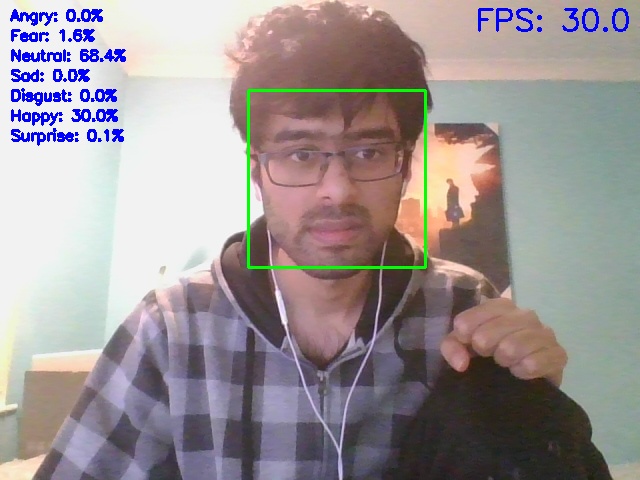 Angry: 0.0%
FPS: 30.0
Fear: 1.6%
Neutral: 68.4%
Sad: 0.0%
Disgust: 0.0%
Happy: 30.0%
Surprise: 0.1%